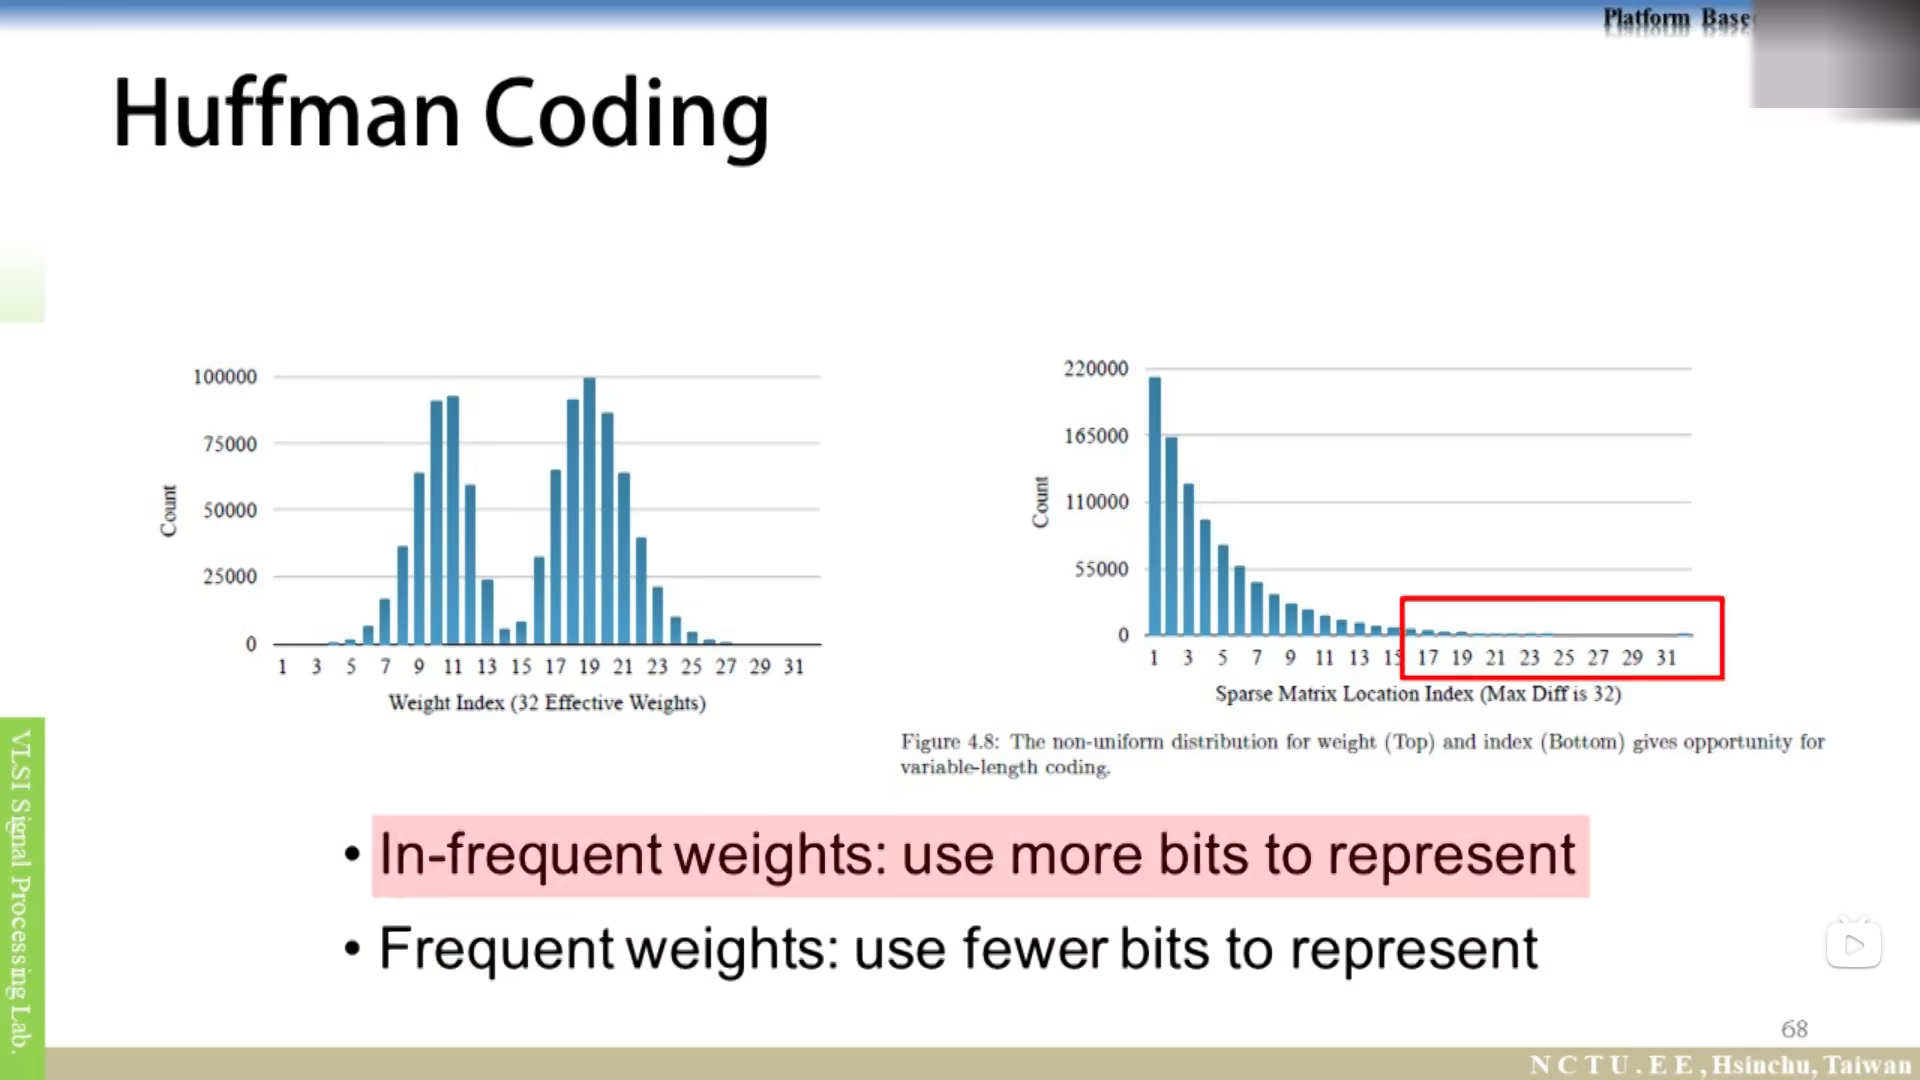 Platform Base
Huffman Coding
100000
75000
50000
25000
0
Count
1 3 5 7 9 11 13 15 17 19 21 23 25 27 29 31
Weight Index (32 Effective Weights)
220000
165000
110000
55000
0
Count
1 3 5 7 9 11 13 15 17 19 21 23 25 27 29 31
Sparse Matrix Location Index (Max Diff is 32)
Figure 4.8: The non-uniform distribution for weight (Top) and index (Bottom) gives opportunity for
variable-length coding.
• In-frequent weights: use more bits to represent
• Frequent weights: use fewer bits to represent
VLSI Signal Processing Lab.
68
N C T U . E E , Hsinchu, Taiwan